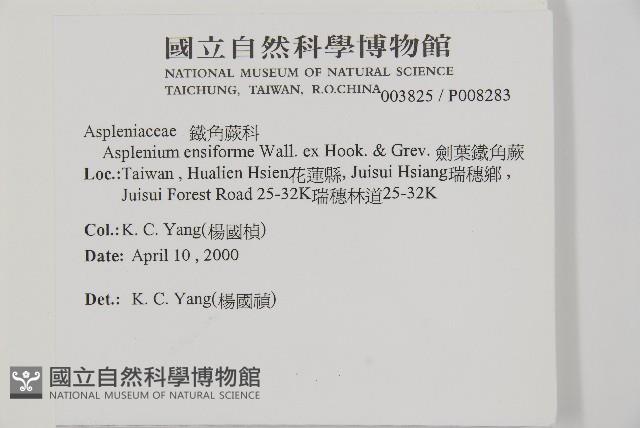 國立自然科學博物館
NATIONAL MUSEUM OF NATURAL SCIENCE
TAICHUNG, TAIWAN, R.O.CHINA 003825 / P008283
Aspleniaceae 鐵角蕨科
Asplenium ensiforme Wall. ex Hook. & Grev. 劍葉鐵角蕨
Loc.:Taiwan , Hualien Hsien花蓮縣, Juisui Hsiang瑞穗鄉 ,
Juisui Forest Road 25-32K瑞穗林道25-32K
Col.: K. C. Yang(楊國楨)
Date: April 10 , 2000
Det.: K. C. Yang(楊國禎)
國立自然科學博物館
NATIONAL MUSEUM OF NATURAL SCIENCE